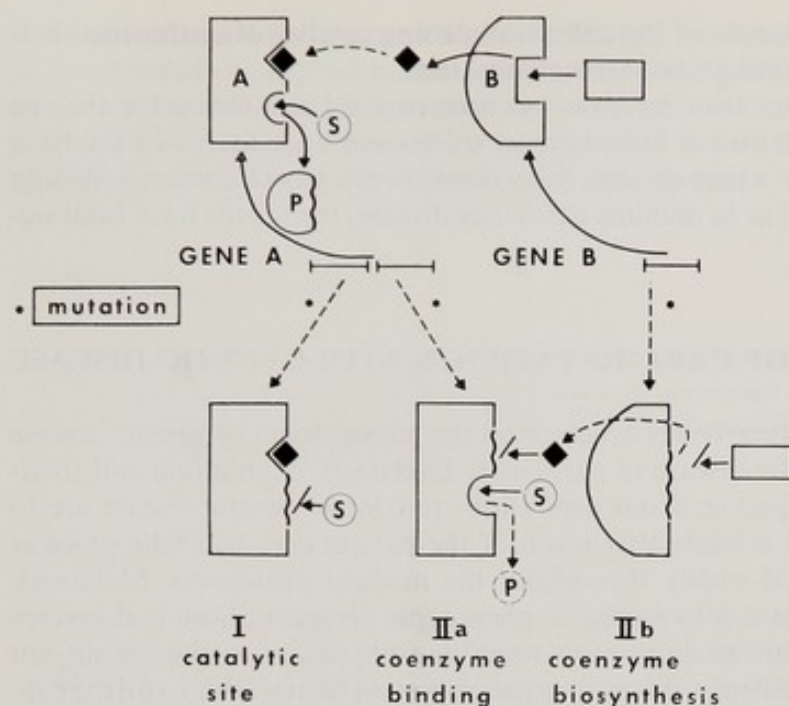 A
B
S
P
GENE A
GENE B
• mutation
S
S
P
I
IIa
IIb
catalytic
site
coenzyme
binding
coenzyme
biosynthesis